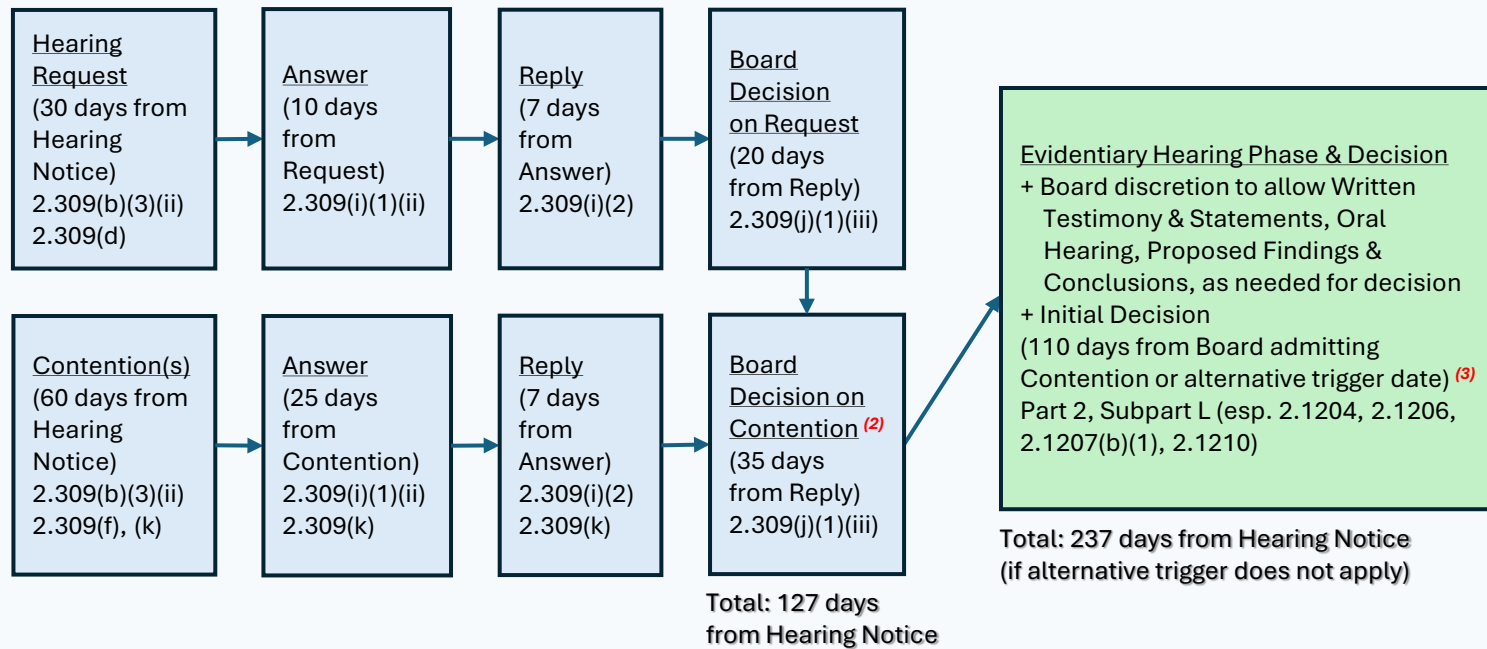 Hearing
Request
(30 days from
Hearing
Notice)
2.309(b)(3)(ii)
2.309(d)
Answer
(10 days
from
Request)
2.309(i)(1)(ii)
Reply
(7 days
from
Answer)
2.309(i)(2)
Board
Decision
on Request
(20 days
from Reply)
2.309(j)(1)(iii)
Contention(s)
(60 days from
Hearing
Notice)
2.309(b)(3)(ii)
2.309(f), (k)
Answer
(25 days
from
Contention)
2.309(i)(1)(ii)
2.309(k)
Reply
(7 days
from
Answer)
2.309(i)(2)
2.309(k)
Board
Decision on
Contention (2)
(35 days
from Reply)
2.309(j)(1)(iii)
Total: 127 days
from Hearing Notice
Evidentiary Hearing Phase & Decision
+ Board discretion to allow Written
Testimony & Statements, Oral
Hearing, Proposed Findings &
Conclusions, as needed for decision
+ Initial Decision
(110 days from Board admitting
Contention or alternative trigger date) (3)
Part 2, Subpart L (esp. 2.1204, 2.1206,
2.1207(b)(1), 2.1210)
Total: 237 days from Hearing Notice
(if alternative trigger does not apply)